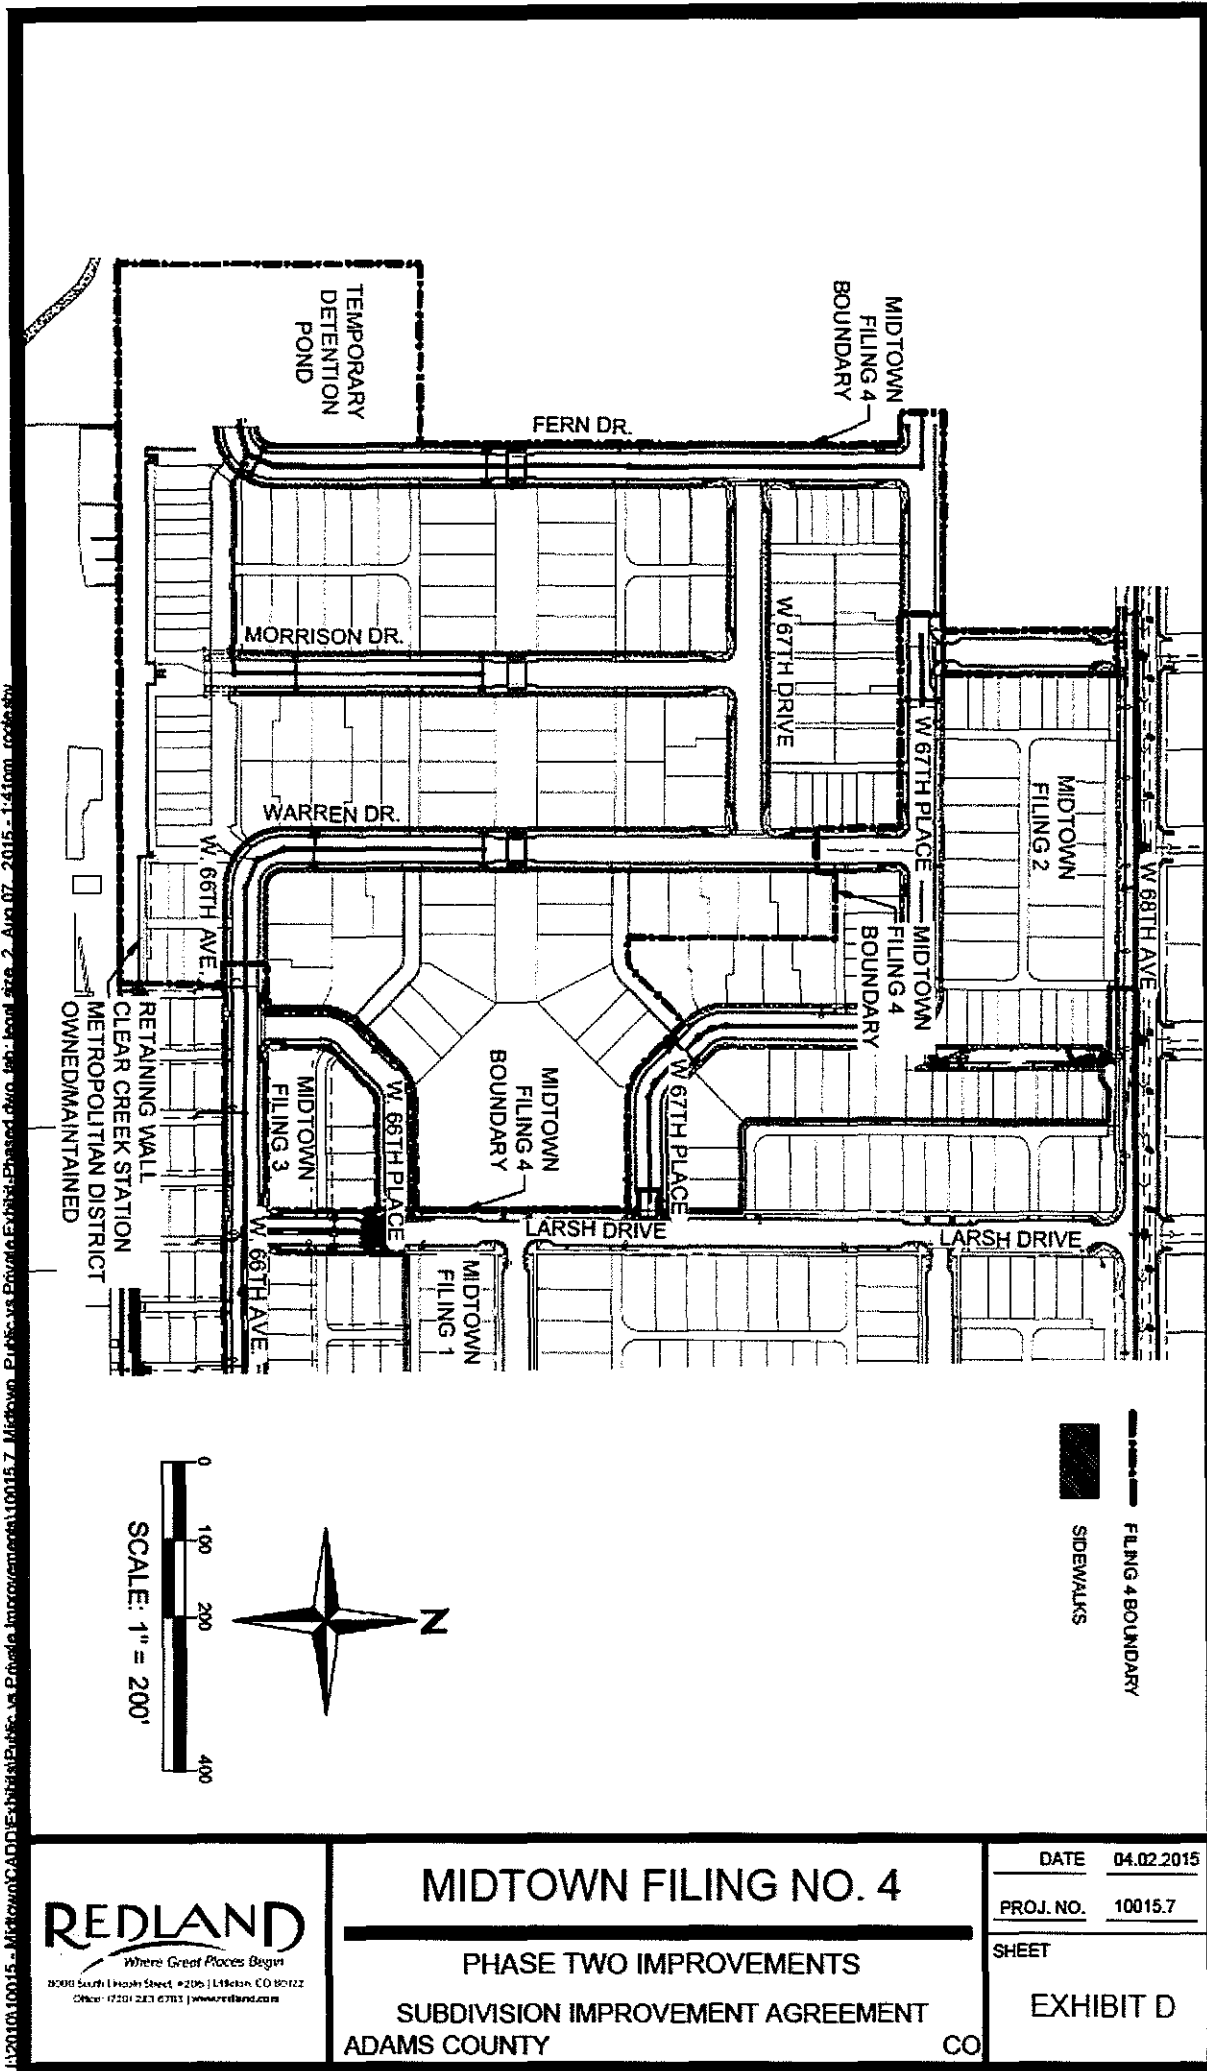 TEMPORARY
DETENTION
POND
MIDTOWN
FILING 4
BOUNDARY
FERN DR.
MORRISON DR.
WARREN DR.
W 67TH DRIVE
W 67TH PLACE
MIDTOWN
FILING 2
W 68TH AVE
W. 66TH AVE.
MIDTOWN
FILING 4
BOUNDARY
MIDTOWN
FILING 4
BOUNDARY
W 67TH PLACE
W. 66TH PLACE
MIDTOWN
FILING 3
RETAINING WALL
CLEAR CREEK STATION
METROPOLITIAN DISTRICT
OWNED/MAINTAINED
W. 66TH AVE
LARSH DRIVE
LARSH DRIVE
MIDTOWN
FILING 1
FILING 4 BOUNDARY
SIDEWALKS
N
0 100 200 400
SCALE: 1" = 200'
REDLAND
Where Great Places Begin
MIDTOWN FILING NO. 4
PHASE TWO IMPROVEMENTS
SUBDIVISION IMPROVEMENT AGREEMENT
ADAMS COUNTY CO
DATE 04.02.2015
PROJ. NO. 10015.7
SHEET
EXHIBIT D